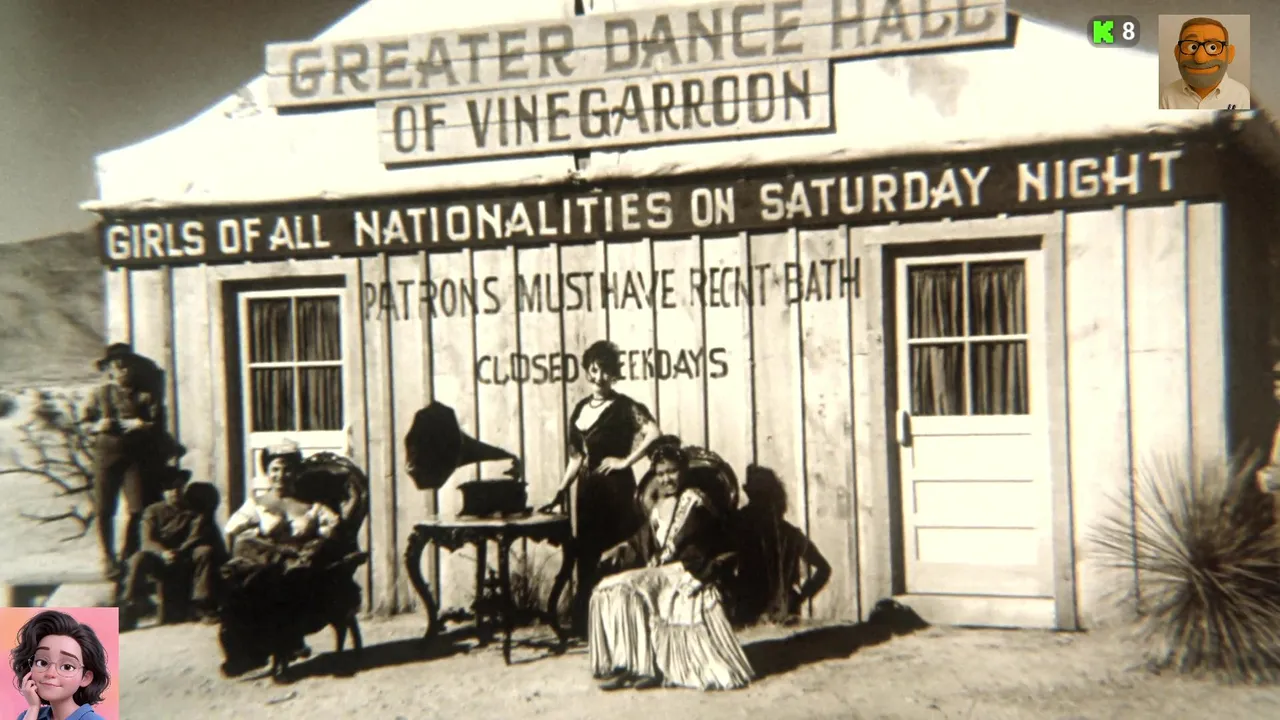 GREATER DANCE HALL
OF VINEGARROON
GIRLS OF ALL NATIONALITIES ON SATURDAY NIGHT
PATRONS MUST HAVE RECNT BATH
CLOSED EEKDAYS
K 8